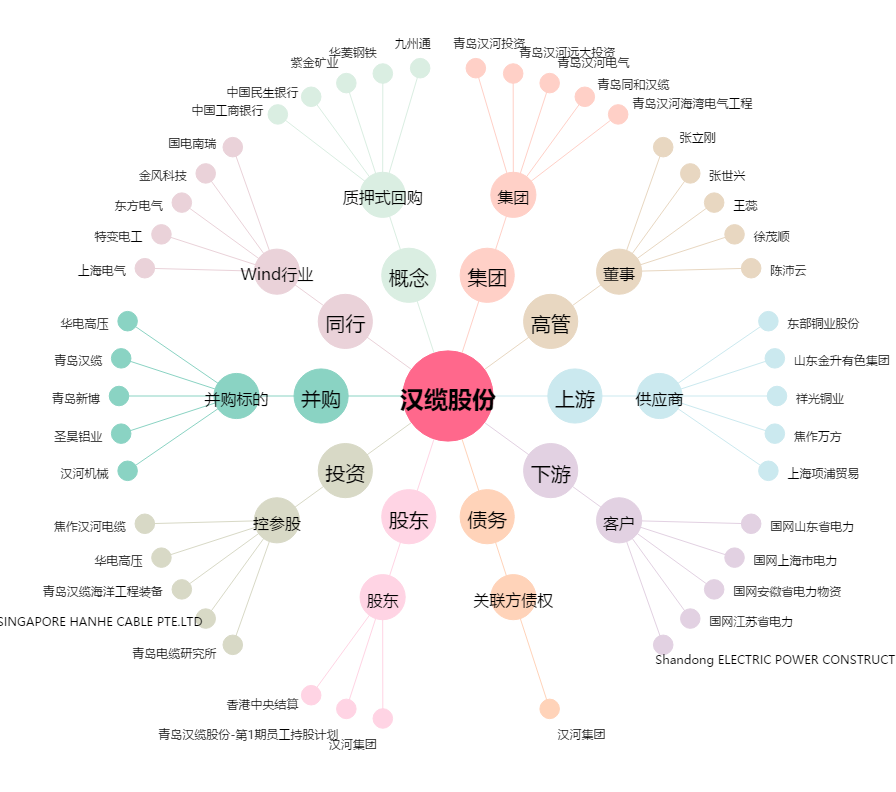 九州通
华菱钢铁
紫金矿业
中国民生银行
中国工商银行
质押式回购
概念
青岛汉河投资
青岛汉河远大投资
青岛汉河电气
青岛同和汉缆
青岛汉河海湾电气工程
集团
集团
张立刚
张世兴
王蕊
徐茂顺
陈沛云
董事
高管
国电南瑞
金风科技
东方电气
特变电工
上海电气
Wind行业
同行
华电高压
青岛汉缆
青岛新博
圣昊铝业
汉河机械
并购标的
并购
汉缆股份
上游
供应商
东部铜业股份
山东金升有色集团
祥光铜业
焦作万方
上海项浦贸易
投资
控参股
焦作汉河电缆
华电高压
青岛汉缆海洋工程装备
SINGAPORE HANHE CABLE PTE.LTD
青岛电缆研究所
股东
股东
香港中央结算
青岛汉缆股份-第1期员工持股计划
汉河集团
债务
关联方债权
汉河集团
下游
客户
国网山东省电力
国网上海市电力
国网安徽省电力物资
国网江苏省电力
Shandong ELECTRIC POWER CONSTRUCT